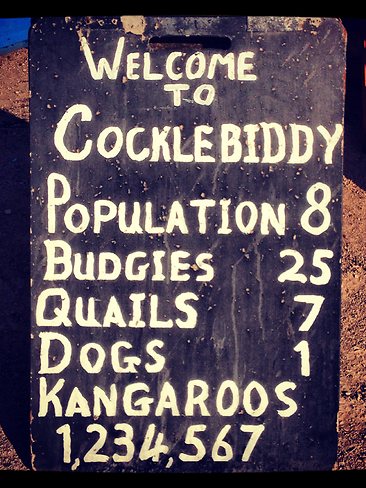 WELCOME
TO
COCKLEBIDDY
POPULATION 8
BUDGIES 25
QUAILS 7
DOGS 1
KANGAROOS
1,234,567